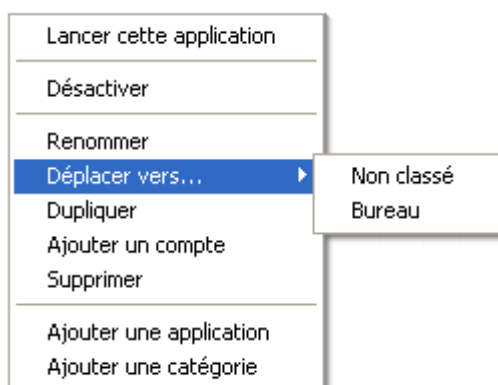 Lancer cette application
Désactiver
Renommer
Déplacer vers...
Non classé
Bureau
Dupliquer
Ajouter un compte
Supprimer
Ajouter une application
Ajouter une catégorie